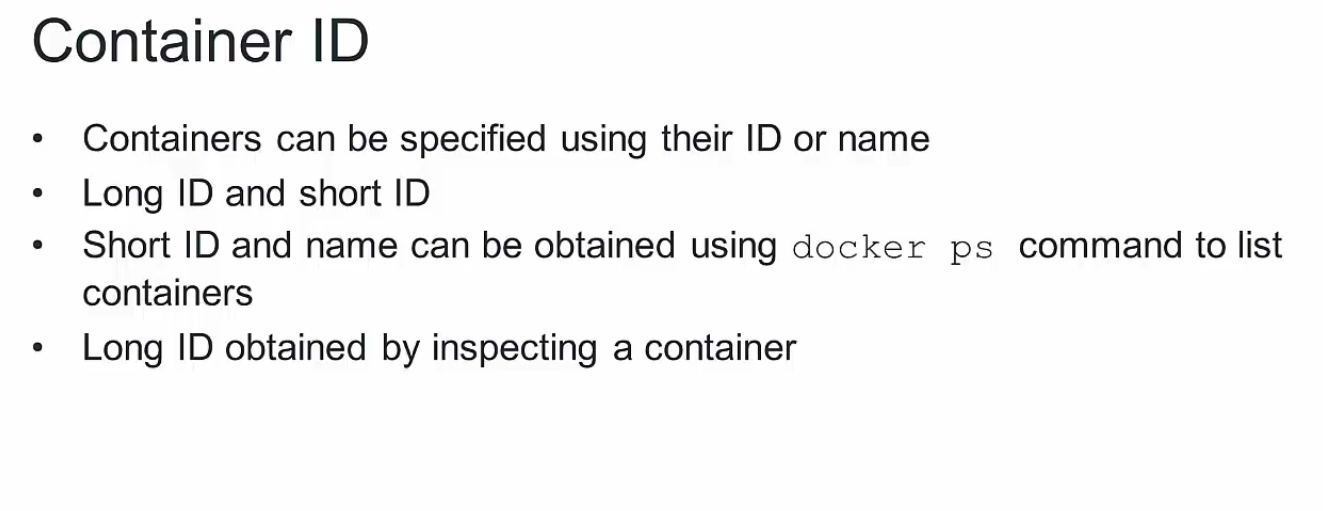 Container ID
• Containers can be specified using their ID or name
• Long ID and short ID
• Short ID and name can be obtained using docker ps command to list
containers
• Long ID obtained by inspecting a container